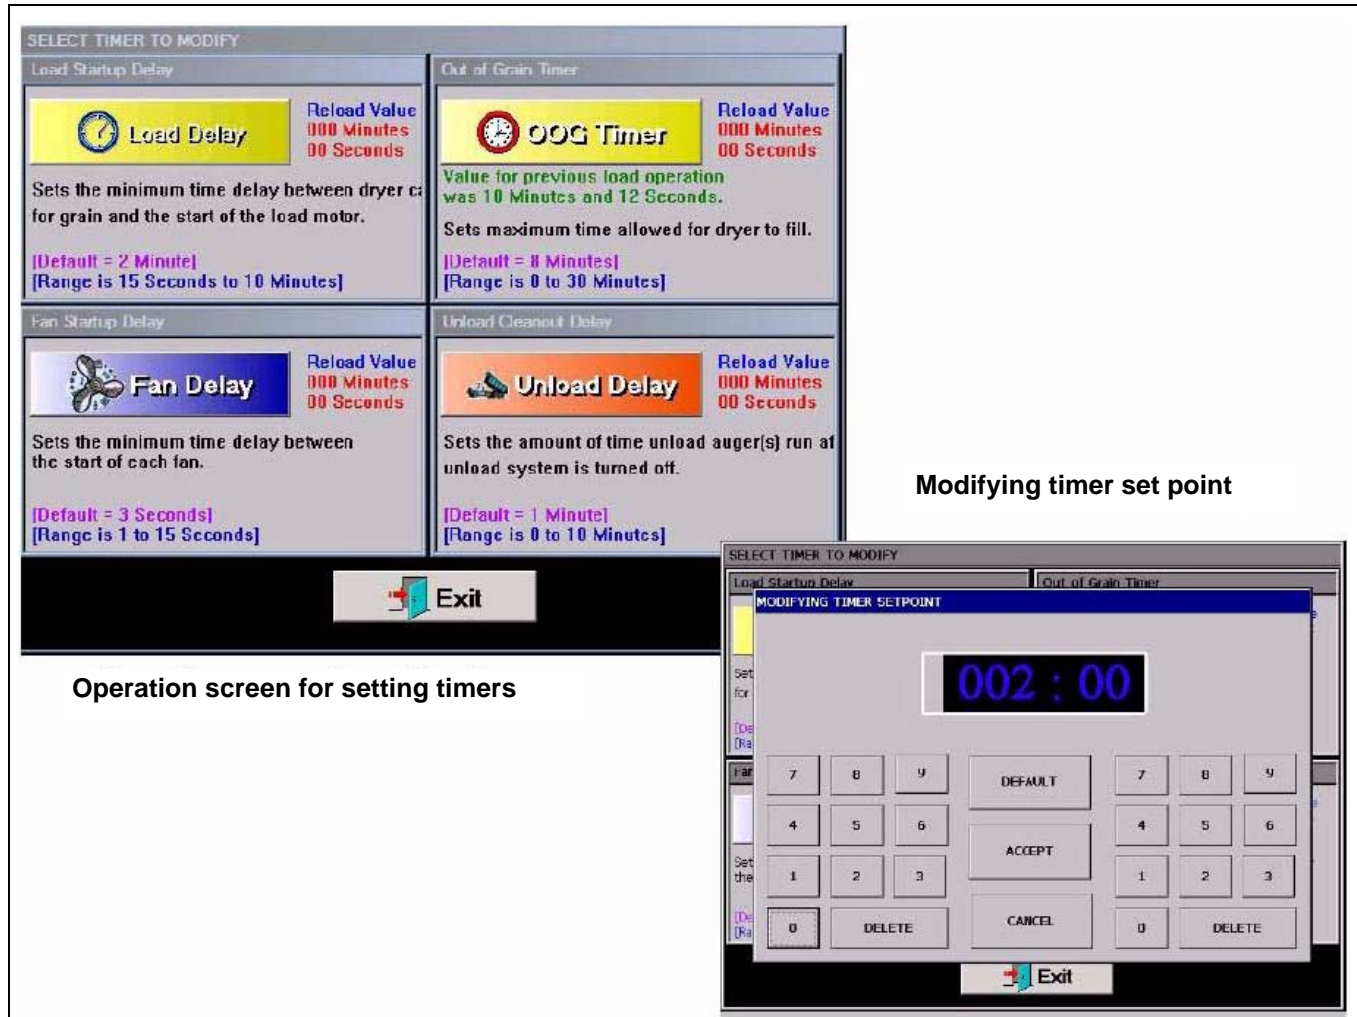 SELECT TIMER TO MODIFY
Load Startup Delay
Load Delay
Reload Value
000 Minutes
00 Seconds
Sets the minimum time delay between dryer ca
for grain and the start of the load motor.
[Default = 2 Minute]
[Range is 15 Seconds to 10 Minutes]
Out of Grain Timer
OOG Timer
Reload Value
000 Minutes
00 Seconds
Value for previous load operation
was 10 Minutes and 12 Seconds.
Sets maximum time allowed for dryer to fill.
[Default = 8 Minutes]
[Range is 0 to 30 Minutes]
Fan Startup Delay
Fan Delay
Reload Value
000 Minutes
00 Seconds
Sets the minimum time delay between
the start of each fan.
[Default = 3 Seconds]
[Range is 1 to 15 Seconds]
Unload Cleanout Delay
Unload Delay
Reload Value
000 Minutes
00 Seconds
Sets the amount of time unload auger(s) run af
unload system is turned off.
[Default = 1 Minute]
[Range is 0 to 10 Minutes]
Exit
Operation screen for setting timers
Modifying timer set point
SELECT TIMER TO MODIFY
Load Startup Delay
Out of Grain Timer
MODIFYING TIMER SETPOINT
002 : 00
Set
for
[De
[Ra
Far
Set
the
[De
[Ra
7 8 9 DEFAULT 7 8 9
4 5 6 ACCEPT 4 5 6
1 2 3 1 2 3
0 DELETE CANCEL 0 DELETE
Exit